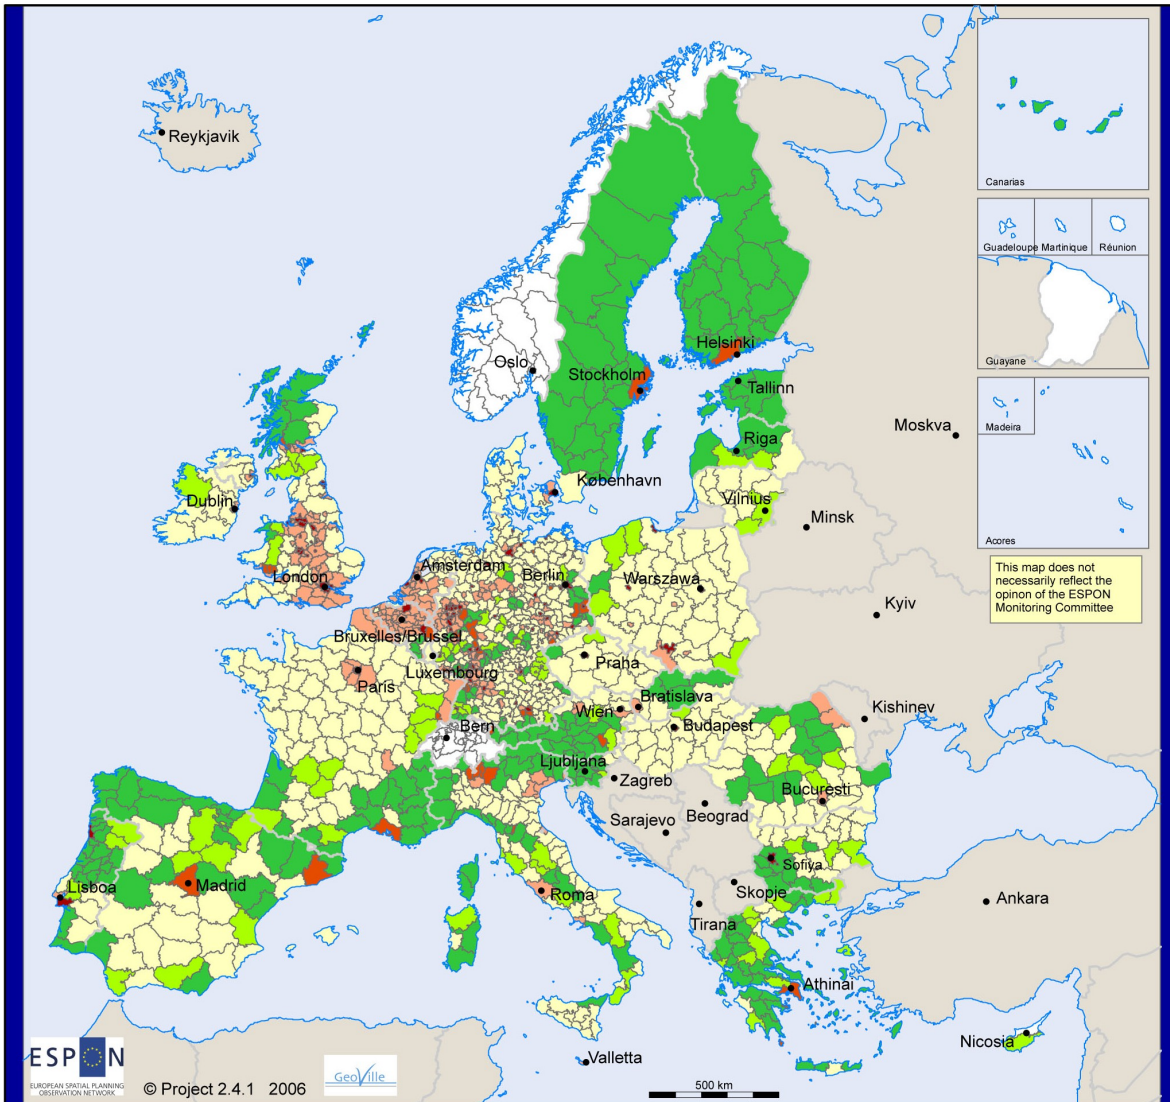 Reykjavik
Canarias
Guadeloupe
Martinique
Réunion
Guayane
Madeira
Acores
Oslo
Helsinki
Stockholm
Tallinn
Riga
Moskva
København
Vilnius
Minsk
Dublin
London
Amsterdam
Berlin
Warszawa
Kyiv
This map does not
necessarily reflect the
opinon of the ESPON
Monitoring Committee
Bruxelles/Brussel
Luxembourg
Praha
Paris
Wien
Bratislava
Kishinev
Bern
Budapest
Ljubljana
Zagreb
Bucuresti
Beograd
Sarajevo
Sofiya
Lisboa
Madrid
Roma
Skopje
Tirana
Ankara
Athinai
Nicosia
Valletta
ESPON
EUROPEAN SPATIAL PLANNING
OBSERVATION NETWORK
© Project 2.4.1 2006
GeoVille
500 km